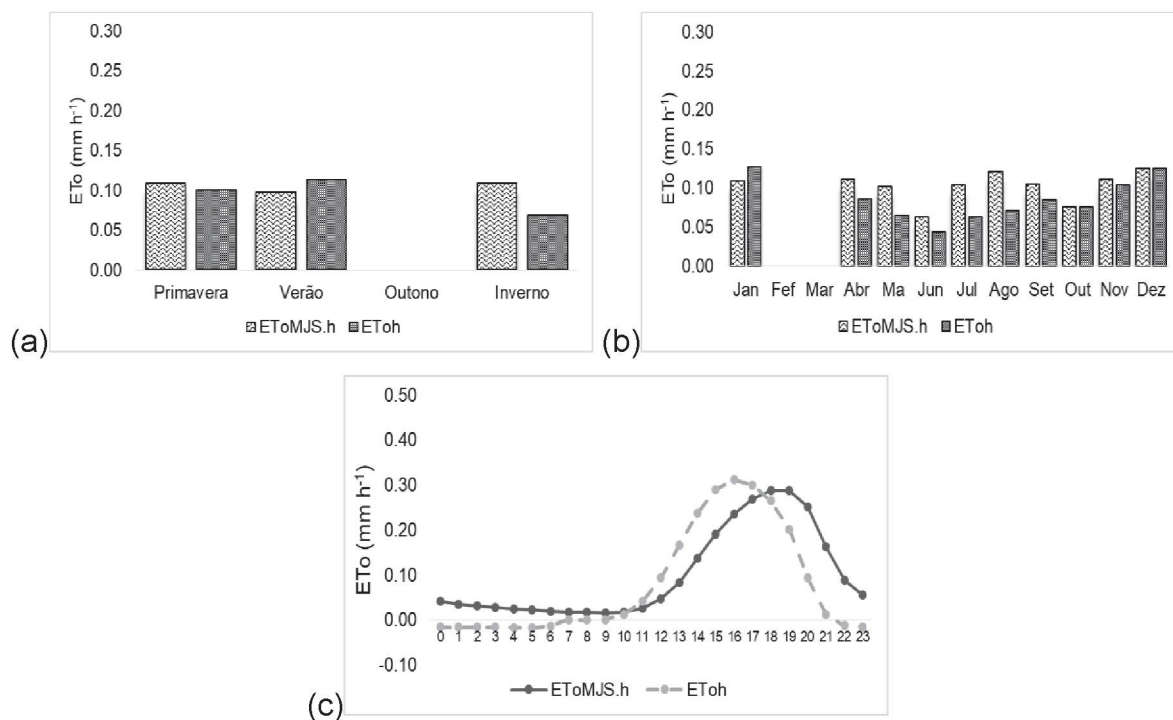 0.30
0.25
0.20
0.15
0.10
0.05
0.00
ETo (mm h-1)
Primavera Verão Outono Inverno
EToMJS.h EToh
(a)
0.30
0.25
0.20
0.15
0.10
0.05
0.00
ETo (mm h-1)
Jan Fef Mar Abr Ma Jun Jul Ago Set Out Nov Dez
EToMJS.h EToh
(b)
0.50
0.40
0.30
0.20
0.10
0.00
-0.10
ETo (mm h-1)
0 1 2 3 4 5 6 7 8 9 10 11 12 13 14 15 16 17 18 19 20 21 22 23
EToMJS.h EToh
(c)